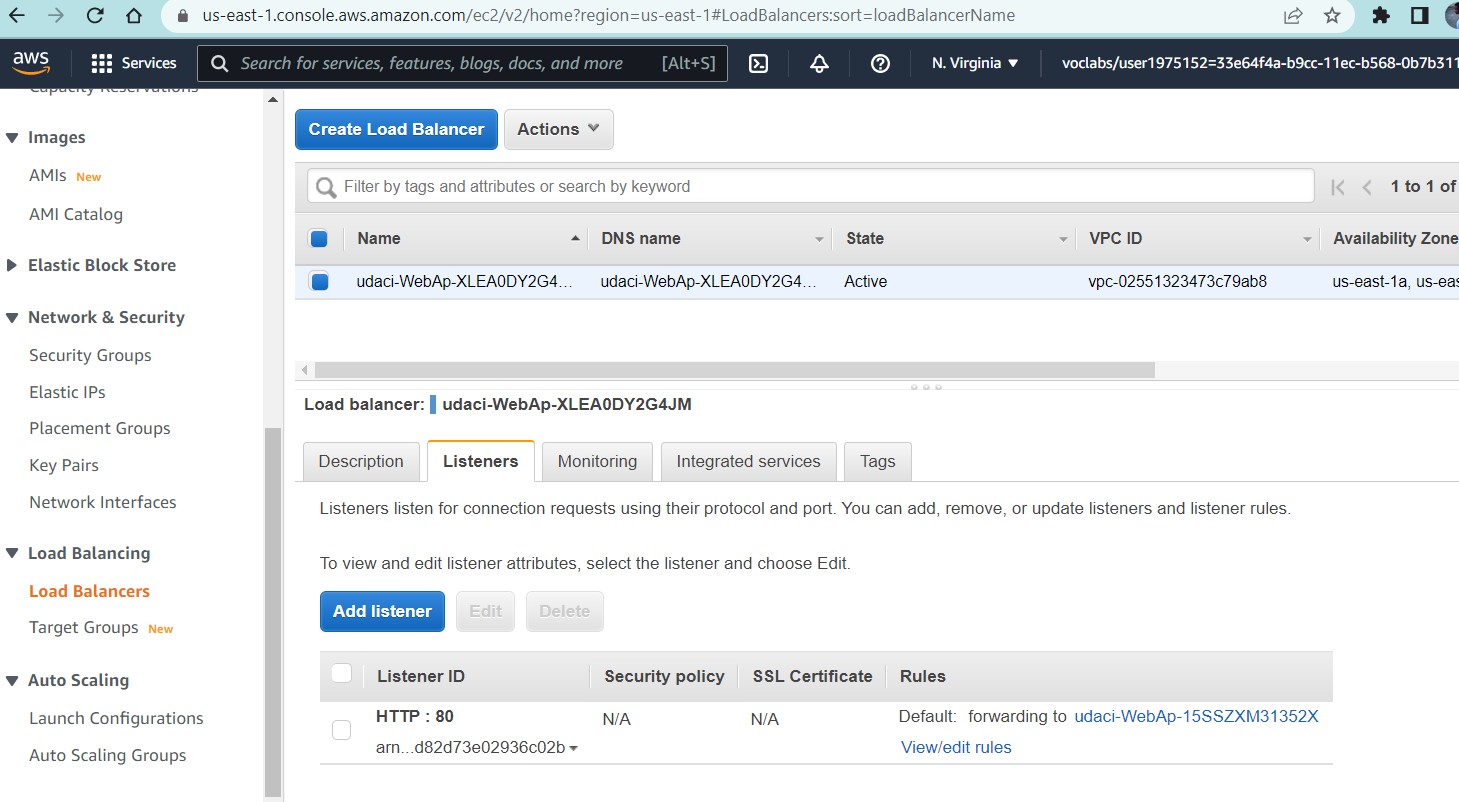 us-east-1.console.aws.amazon.com/ec2/v2/home?region=us-east-1#LoadBalancers:sort=loadBalancerName
aws Services Search for services, features, blogs, docs, and more [Alt+S] N. Virginia voclabs/user1975152=33e64f4a-b9cc-11ec-b568-0b7b311
Capacity Reservations
Images
AMIs New
AMI Catalog
Elastic Block Store
Network & Security
Security Groups
Elastic IPs
Placement Groups
Key Pairs
Network Interfaces
Load Balancing
Load Balancers
Target Groups New
Auto Scaling
Launch Configurations
Auto Scaling Groups
Create Load Balancer Actions
Filter by tags and attributes or search by keyword 1 to 1 of
Name DNS name State VPC ID Availability Zone
udaci-WebAp-XLEA0DY2G4... udaci-WebAp-XLEA0DY2G4... Active vpc-02551323473c79ab8 us-east-1a, us-eas
Load balancer: udaci-WebAp-XLEA0DY2G4JM
Description Listeners Monitoring Integrated services Tags
Listeners listen for connection requests using their protocol and port. You can add, remove, or update listeners and listener rules.
To view and edit listener attributes, select the listener and choose Edit.
Add listener Edit Delete
Listener ID Security policy SSL Certificate Rules
HTTP : 80 N/A N/A Default: forwarding to udaci-WebAp-15SSZXM31352X
arn...d82d73e02936c02b View/edit rules